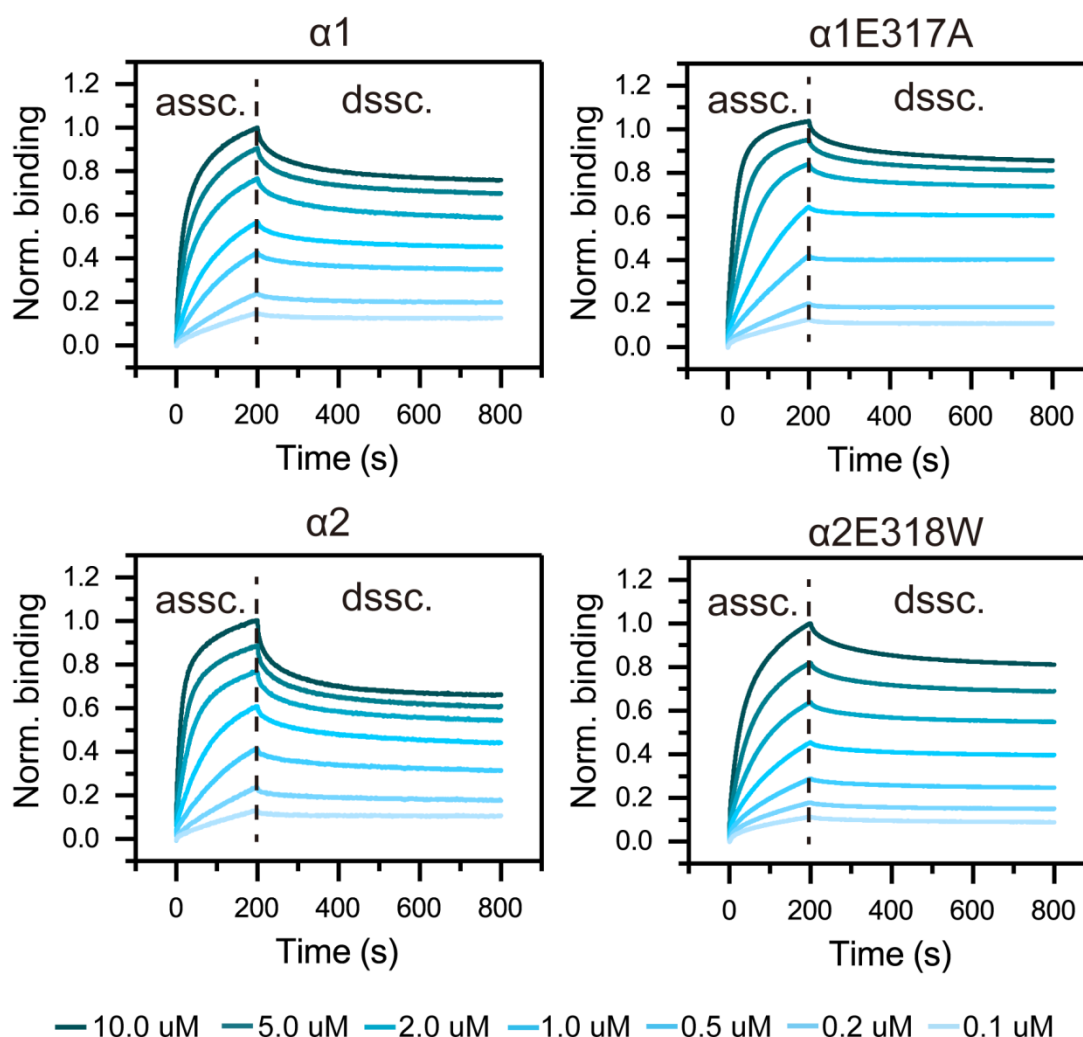 α1
Norm. binding
1.2
1.0
0.8
0.6
0.4
0.2
0.0
assc.
dssc.
0 200 400 600 800
Time (s)
α1E317A
Norm. binding
1.2
1.0
0.8
0.6
0.4
0.2
0.0
assc.
dssc.
0 200 400 600 800
Time (s)
α2
Norm. binding
1.2
1.0
0.8
0.6
0.4
0.2
0.0
assc.
dssc.
0 200 400 600 800
Time (s)
α2E318W
Norm. binding
1.2
1.0
0.8
0.6
0.4
0.2
0.0
assc.
dssc.
0 200 400 600 800
Time (s)
10.0 uM 5.0 uM 2.0 uM 1.0 uM 0.5 uM 0.2 uM 0.1 uM